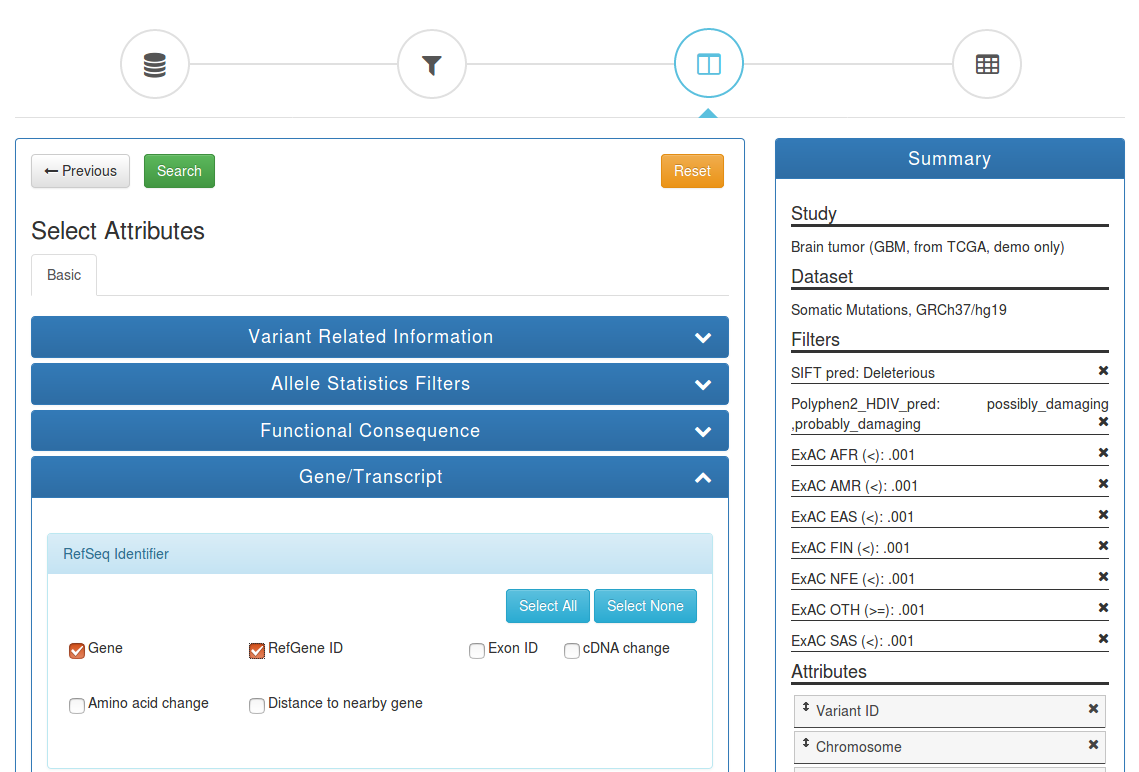 Previous
Search
Reset
Select Attributes
Basic
Variant Related Information
Allele Statistics Filters
Functional Consequence
Gene/Transcript
RefSeq Identifier
Select All
Select None
Gene
RefGene ID
Exon ID
cDNA change
Amino acid change
Distance to nearby gene
Summary
Study
Brain tumor (GBM, from TCGA, demo only)
Dataset
Somatic Mutations, GRCh37/hg19
Filters
SIFT pred: Deleterious
Polyphen2_HDIV_pred: possibly_damaging
,probably_damaging
ExAC AFR (<): .001
ExAC AMR (<): .001
ExAC EAS (<): .001
ExAC FIN (<): .001
ExAC NFE (<): .001
ExAC OTH (>=): .001
ExAC SAS (<): .001
Attributes
Variant ID
Chromosome